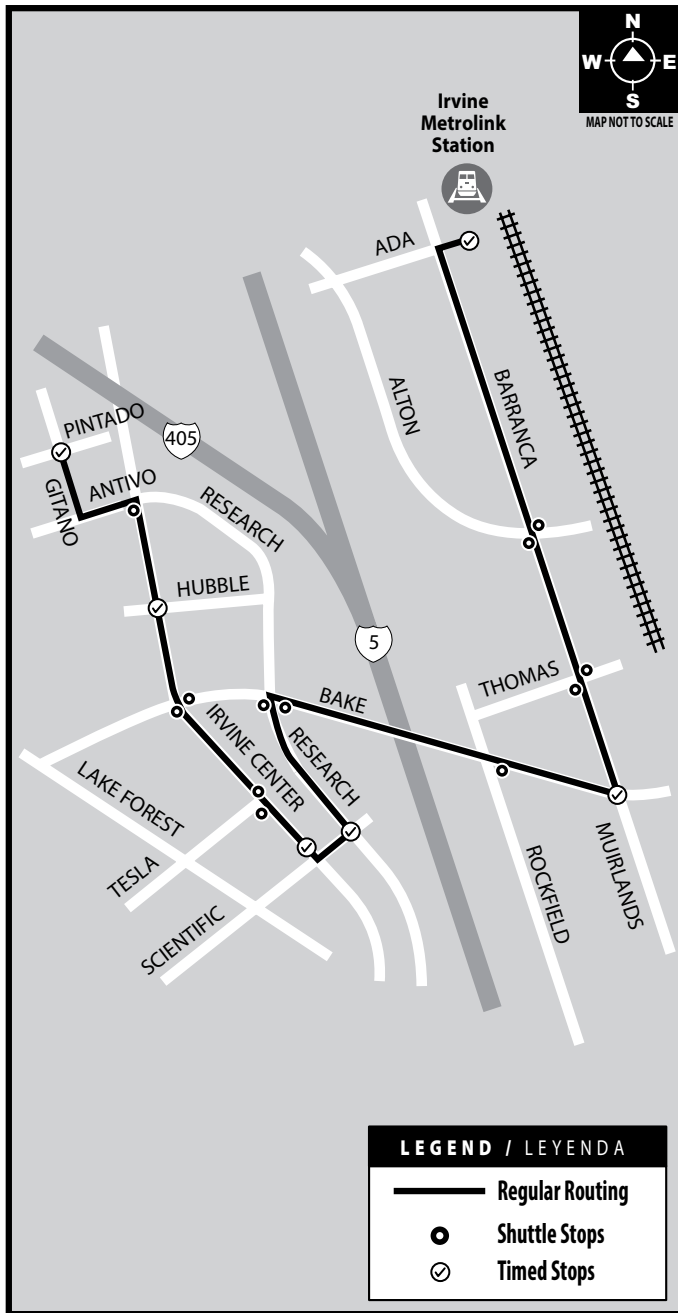 N
W E
S
MAP NOT TO SCALE
Irvine
Metrolink
Station
ADA
BARRANCA
ALTON
PINTADO
405
GITANO
ANTIVO
RESEARCH
HUBBLE
5
THOMAS
BAKE
IRVINE CENTER
RESEARCH
LAKE FOREST
TESLA
SCIENTIFIC
ROCKFIELD
MUIRLANDS
LEGEND / LEYENDA
Regular Routing
Shuttle Stops
Timed Stops